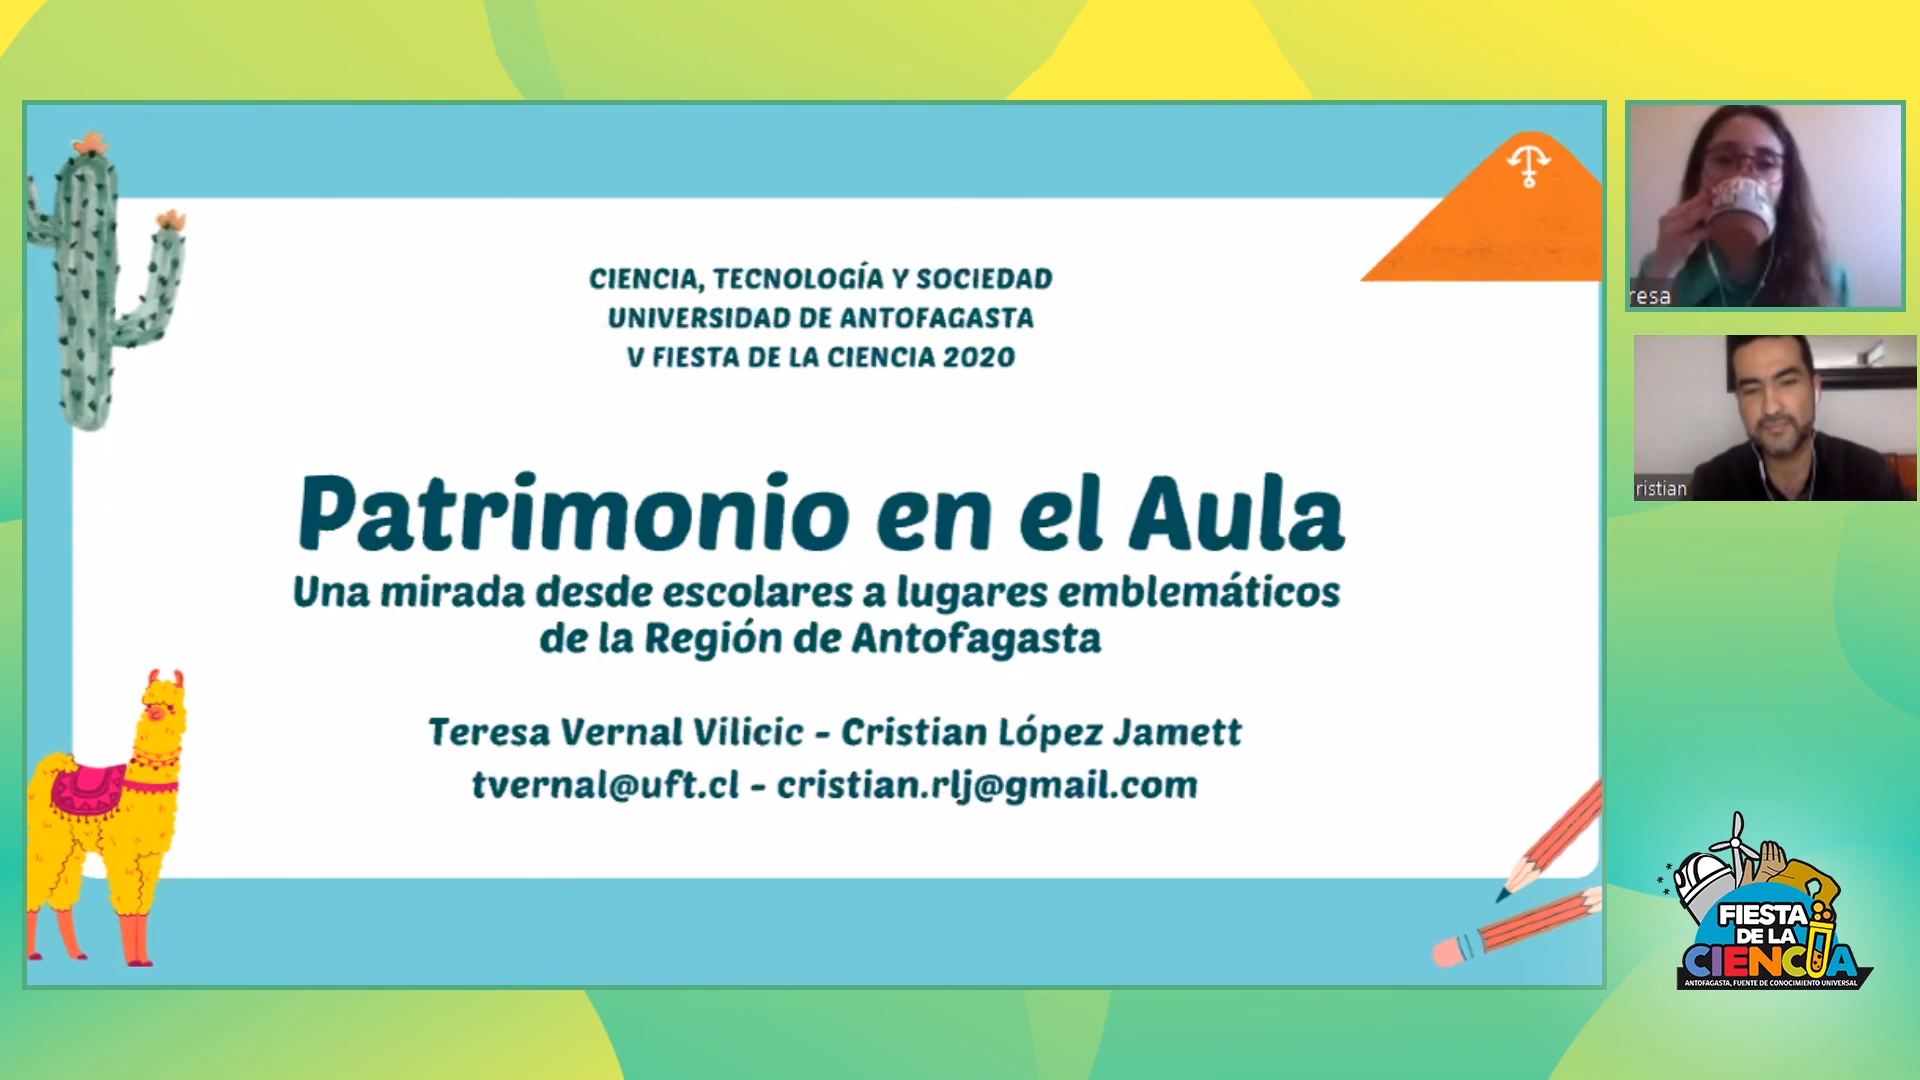 CIENCIA, TECNOLOGÍA Y SOCIEDAD
UNIVERSIDAD DE ANTOFAGASTA
V FIESTA DE LA CIENCIA 2020
Patrimonio en el Aula
Una mirada desde escolares a lugares emblemáticos
de la Región de Antofagasta
Teresa Vernal Vilicic - Cristian López Jamett
tvernal@uft.cl - cristian.rlj@gmail.com
resa
ristian
FIESTA
DE LA
CIENCIA
ANTOFAGASTA, FUENTE DE CONOCIMIENTO UNIVERSAL